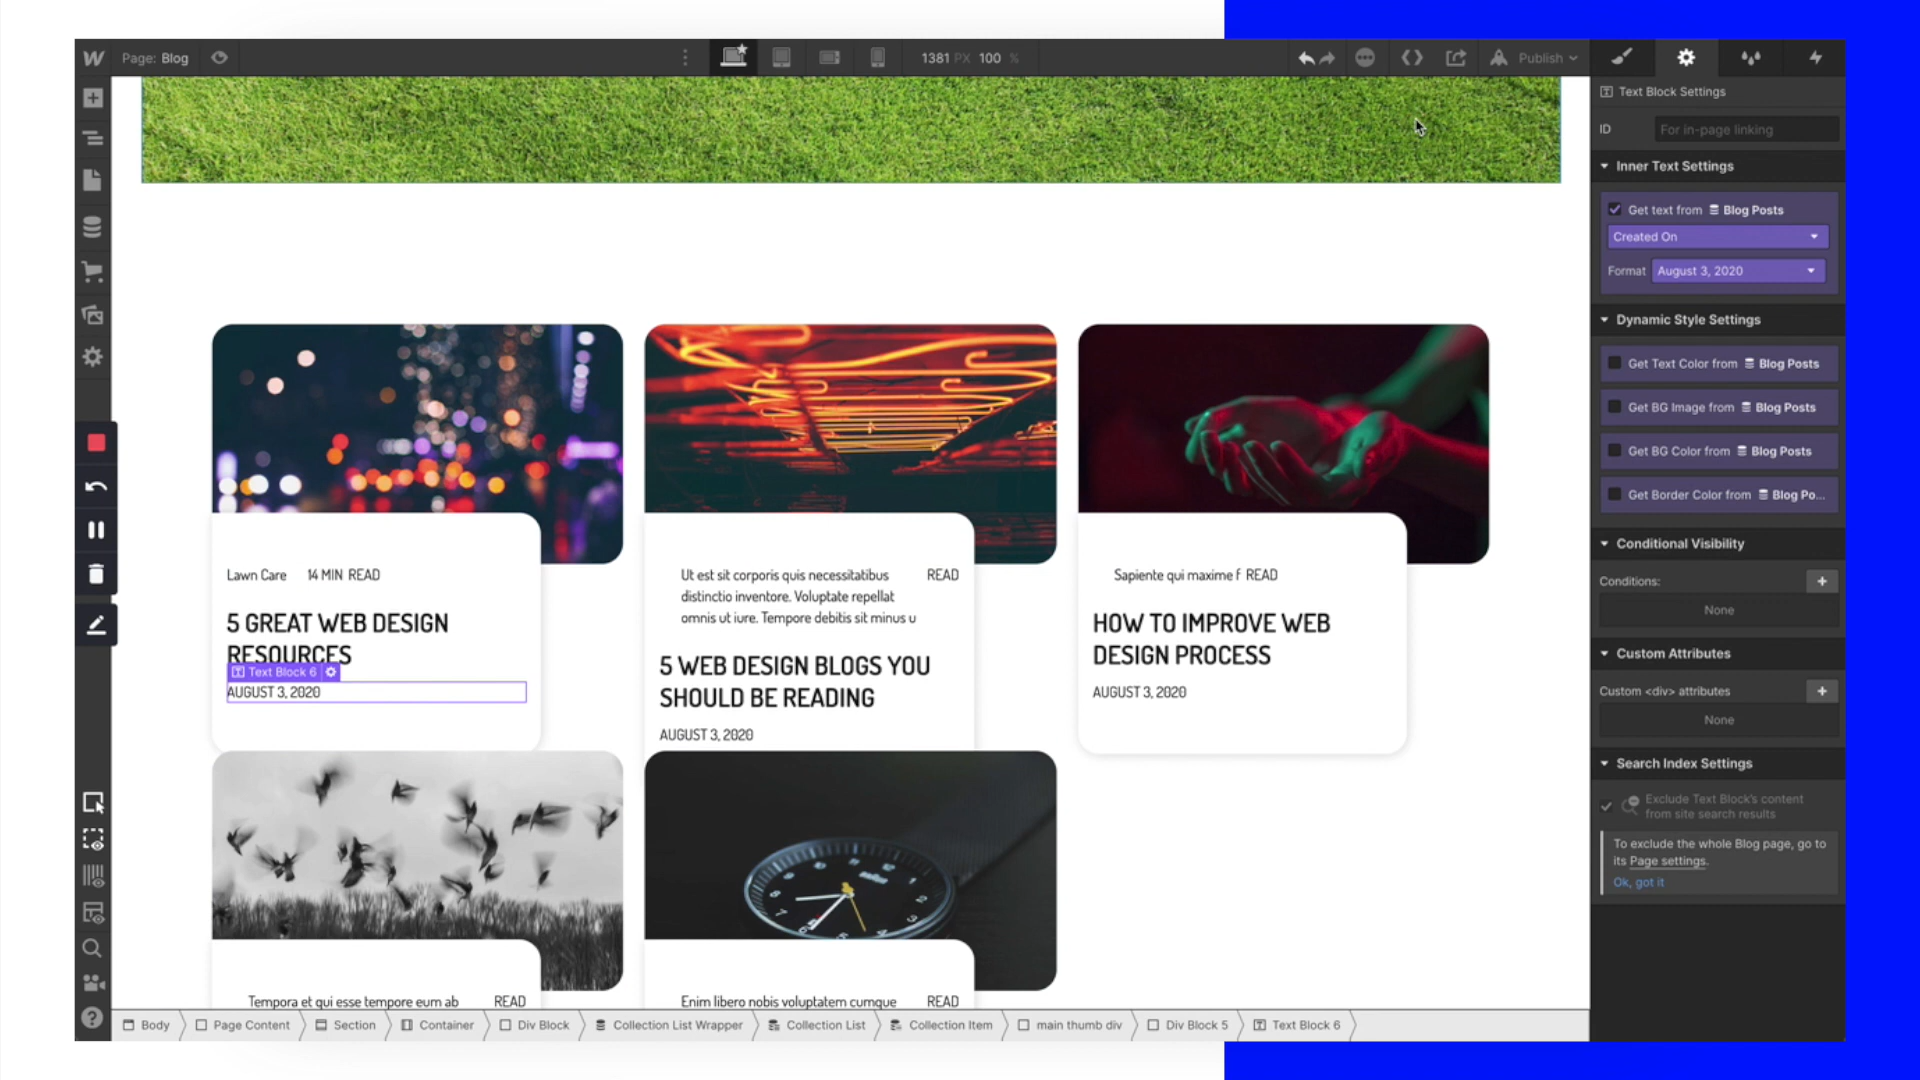 Page: Blog
1381 PX 100 %
Publish
Text Block Settings
ID For in-page linking
Inner Text Settings
Get text from Blog Posts
Created On
Format August 3, 2020
Dynamic Style Settings
Get Text Color from Blog Posts
Get BG Image from Blog Posts
Get BG Color from Blog Posts
Get Border Color from Blog Po...
Conditional Visibility
Conditions:
None
Custom Attributes
Custom <div> attributes
None
Search Index Settings
Exclude Text Block's content
from site search results
To exclude the whole Blog page, go to
its Page settings.
Ok, got it
Lawn Care 14 MIN READ
5 GREAT WEB DESIGN
RESOURCES
Text Block 6
AUGUST 3, 2020
Ut est sit corporis quis necessitatibus READ
distinctio inventore. Voluptate repellat
omnis ut iure. Tempore debitis sit minus u
5 WEB DESIGN BLOGS YOU
SHOULD BE READING
AUGUST 3, 2020
Sapiente qui maxime f READ
HOW TO IMPROVE WEB
DESIGN PROCESS
AUGUST 3, 2020
Tempora et qui esse tempore eum ab READ
Enim libero nobis voluptatem cumque READ
Body Page Content Section Container Div Block Collection List Wrapper Collection List Collection Item main thumb div Div Block 5 Text Block 6